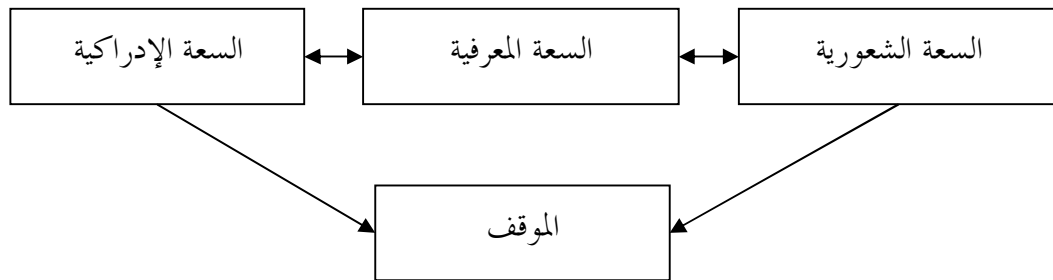 السعة الشعورية
السعة المعرفية
السعة الإدراكية
الموقف